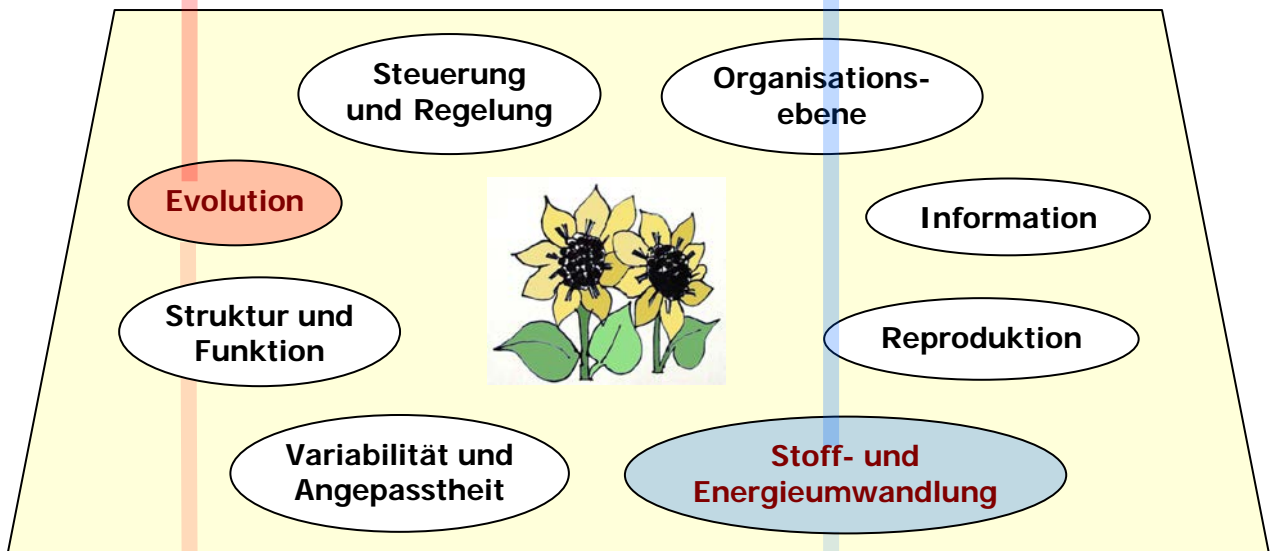 Steuerung
und Regelung
Organisations-
ebene
Evolution
Information
Struktur und
Funktion
Reproduktion
Variabilität und
Angepasstheit
Stoff- und
Energieumwandlung